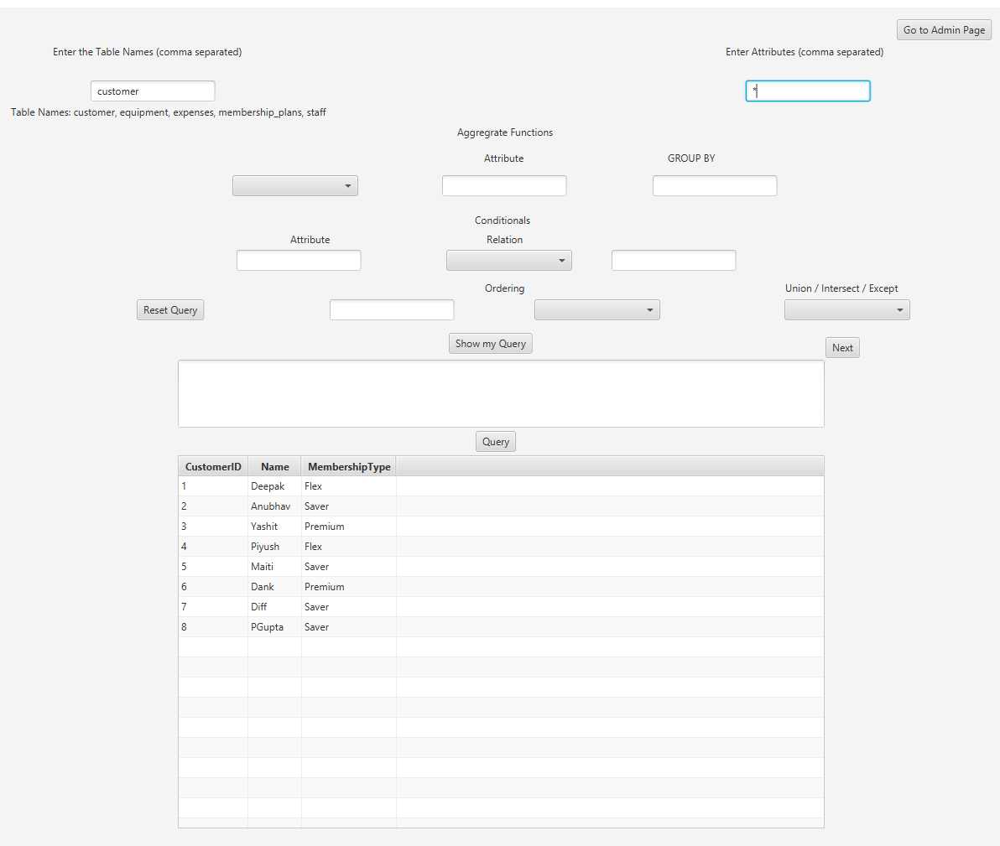 Go to Admin Page
Enter the Table Names (comma separated) Enter Attributes (comma separated)
customer *
Table Names: customer, equipment, expenses, membership_plans, staff
Aggregrate Functions
Attribute GROUP BY
Conditionals
Attribute Relation
Ordering Union / Intersect / Except
Reset Query
Show my Query
Next
Query
CustomerID Name MembershipType
1 Deepak Flex
2 Anubhav Saver
3 Yashit Premium
4 Piyush Flex
5 Maiti Saver
6 Dank Premium
7 Diff Saver
8 PGupta Saver